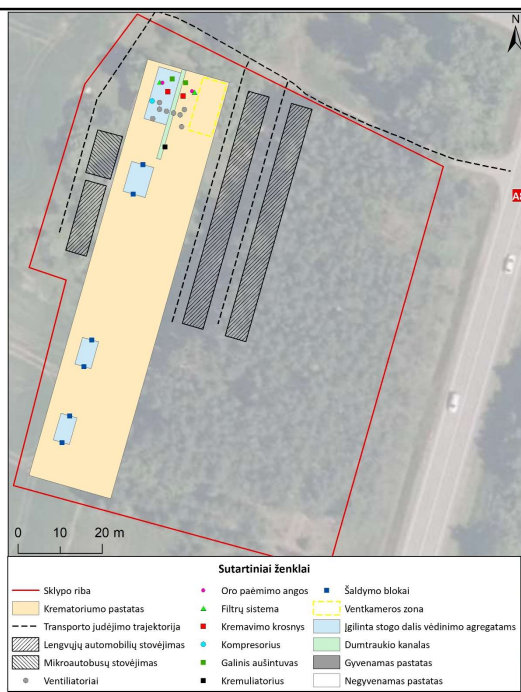 N
A
0 10 20 m
Sutartiniai ženklai
Sklypo riba
Krematoriumo pastatas
Transporto judėjimo trajektorija
Lengvųjų automobilių stovėjimas
Mikroautobusų stovėjimas
Ventiliatoriai
Oro paėmimo angos
Filtrų sistema
Kremavimo krosnys
Kompresorius
Galinis aušintuvas
Kremuliatorius
Šaldymo blokai
Ventkameros zona
Įgilinta stogo dalis vėdinimo agregatams
Dumtraukio kanalas
Gyvenamas pastatas
Negyvenamas pastatas